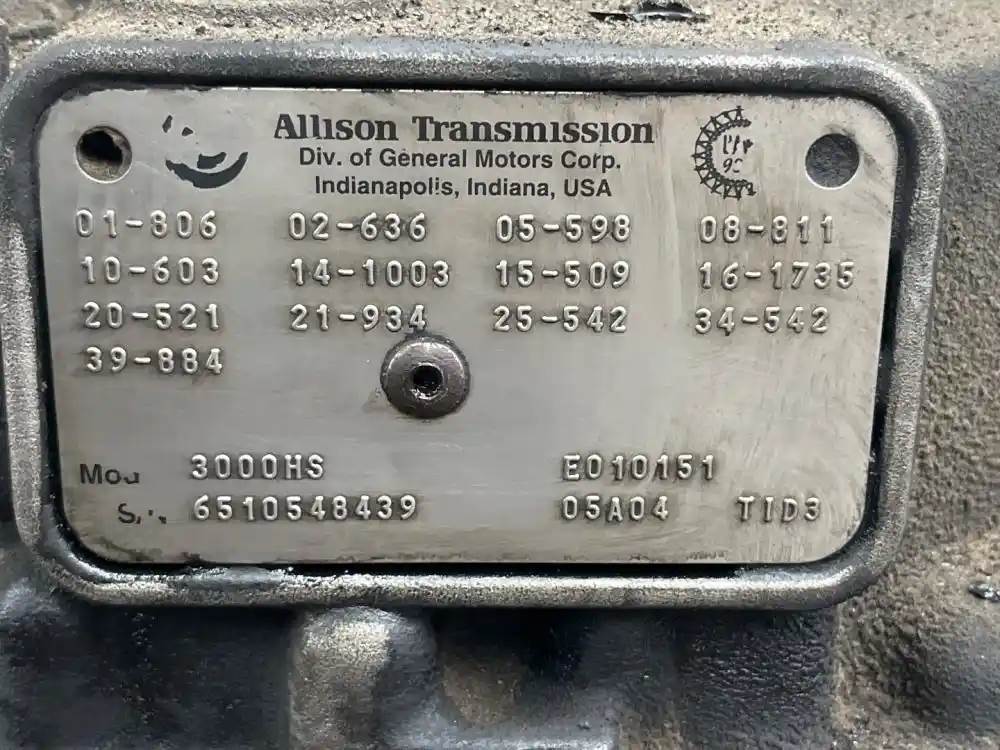 Allison Transmission
Div. of General Motors Corp.
Indianapolis, Indiana, USA
01-806 02-636 05-598 08-811
10-603 14-1003 15-509 16-1735
20-521 21-934 25-542 34-542
39-884
3000HS E010151
6510548439 05A04 TID3